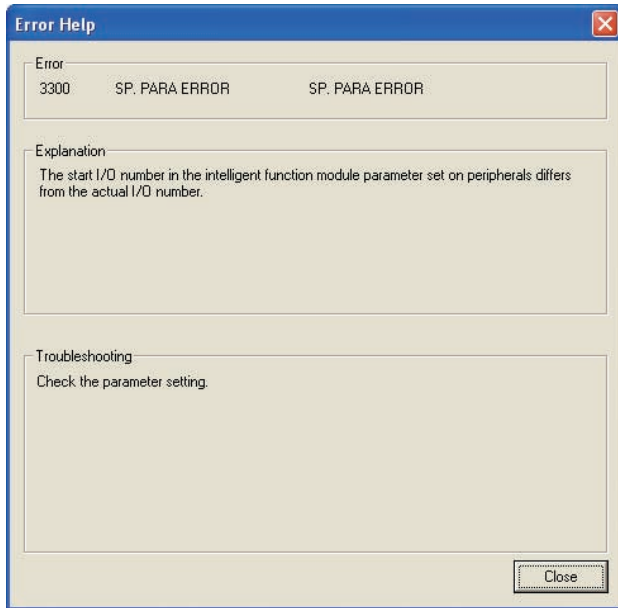 Error Help
Error
3300 SP. PARA ERROR SP. PARA ERROR
Explanation
The start I/O number in the intelligent function module parameter set on peripherals differs
from the actual I/O number.
Troubleshooting
Check the parameter setting.
Close